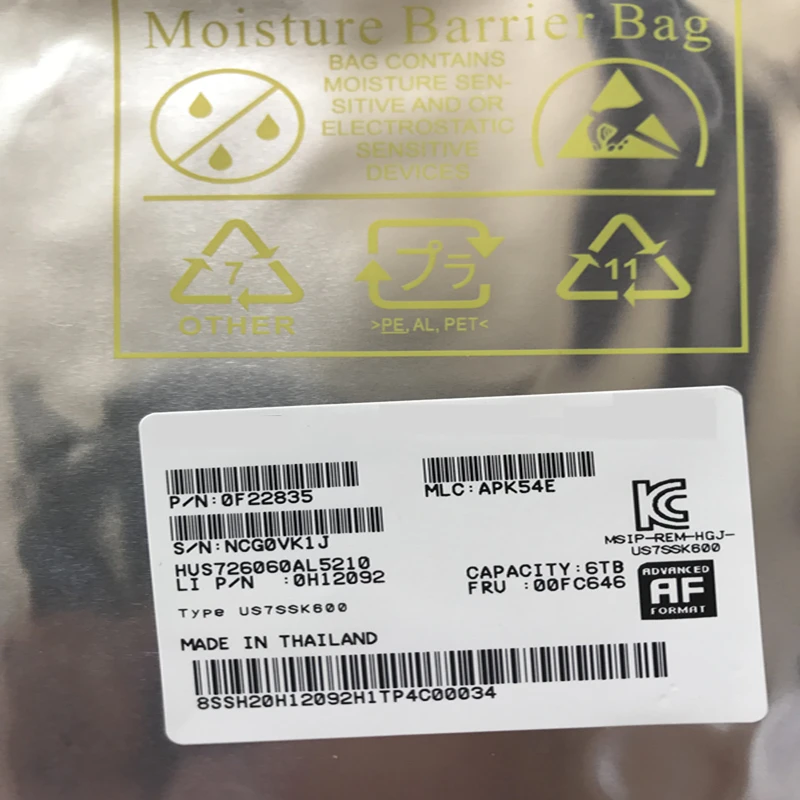 Moisture Barrier Bag
BAG CONTAINS
MOISTURE SEN-
SITIVE AND OR
ELECTROSTATIC
SENSITIVE
DEVICES
7
OTHER
プラ
>PE, AL, PET<
11
P/N:0F22835
MLC:APK54E
S/N:NCG0VK1J
HUS726060AL5210
LI P/N :0H12092
CAPACITY:6TB
FRU :00FC646
MSIP-REM-HGJ-
US7SSK600
ADVANCED
AF
FORMAT
Type US7SSK600
MADE IN THAILAND
8SSH20H12092H1TP4C00034